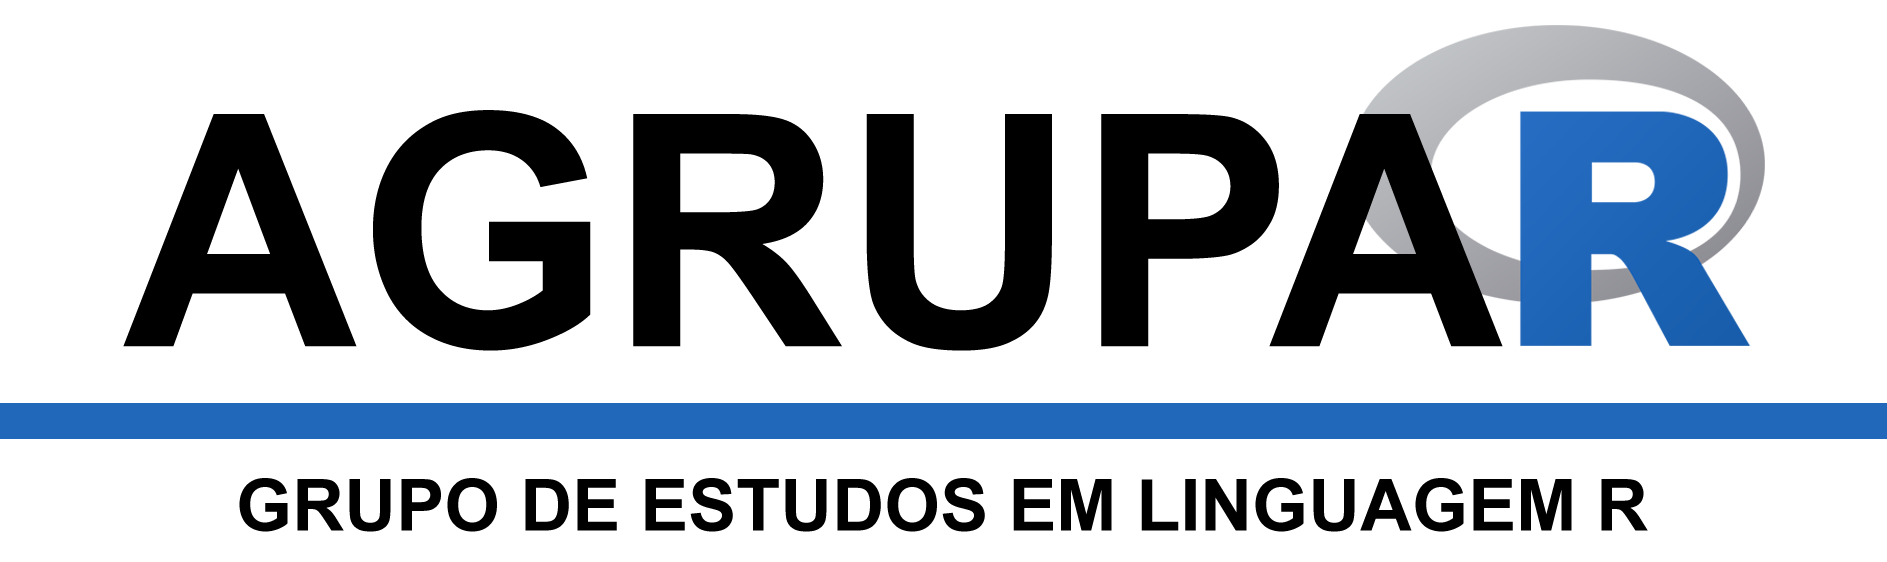 AGRUPAR
GRUPO DE ESTUDOS EM LINGUAGEM R